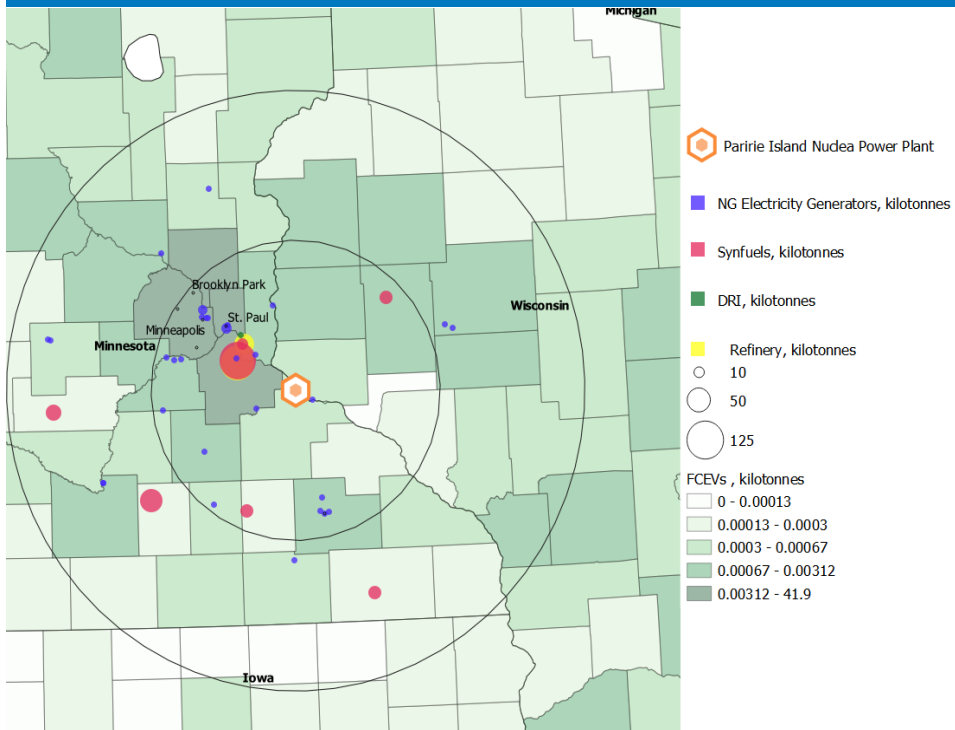 Michigan
Brooklyn Park
St. Paul
Minneapolis
Minnesota
Wisconsin
Iowa
Paririe Island Nuclea Power Plant
NG Electricity Generators, kilotonnes
Synfuels, kilotonnes
DRI, kilotonnes
Refinery, kilotonnes
10
50
125
FCEVs , kilotonnes
0 - 0.00013
0.00013 - 0.0003
0.0003 - 0.00067
0.00067 - 0.00312
0.00312 - 41.9